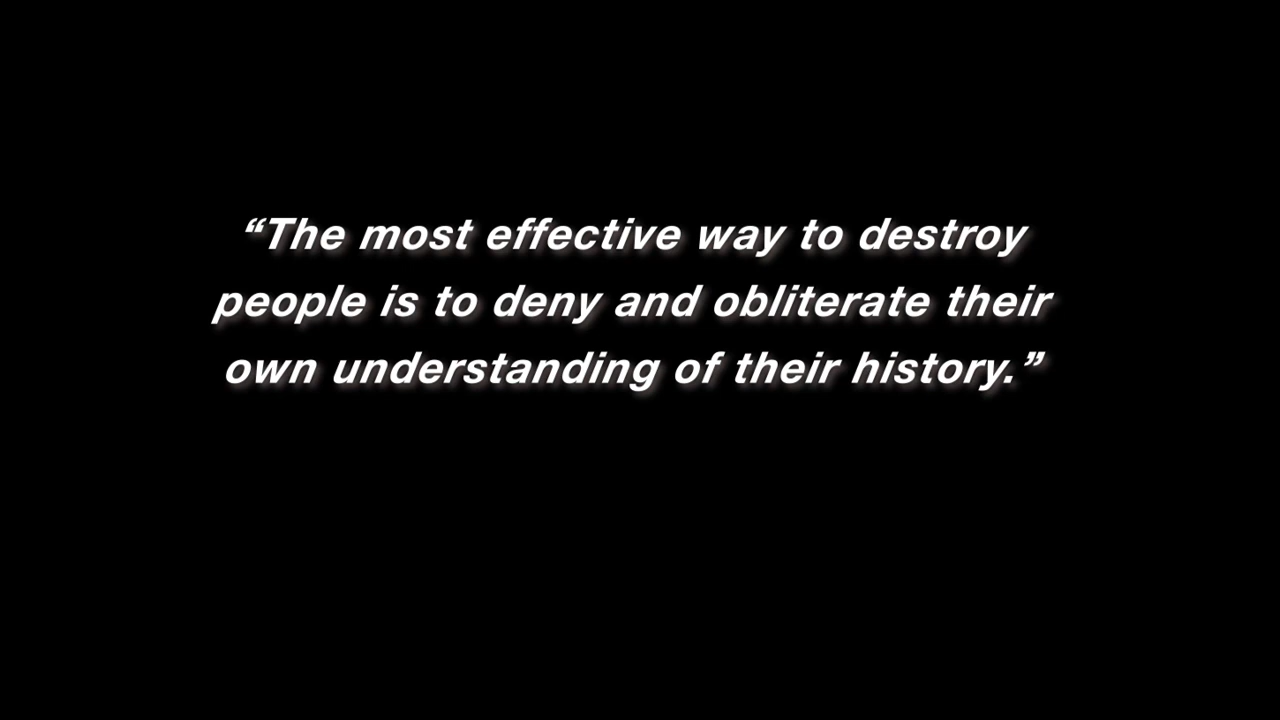 “The most effective way to destroy
people is to deny and obliterate their
own understanding of their history.”